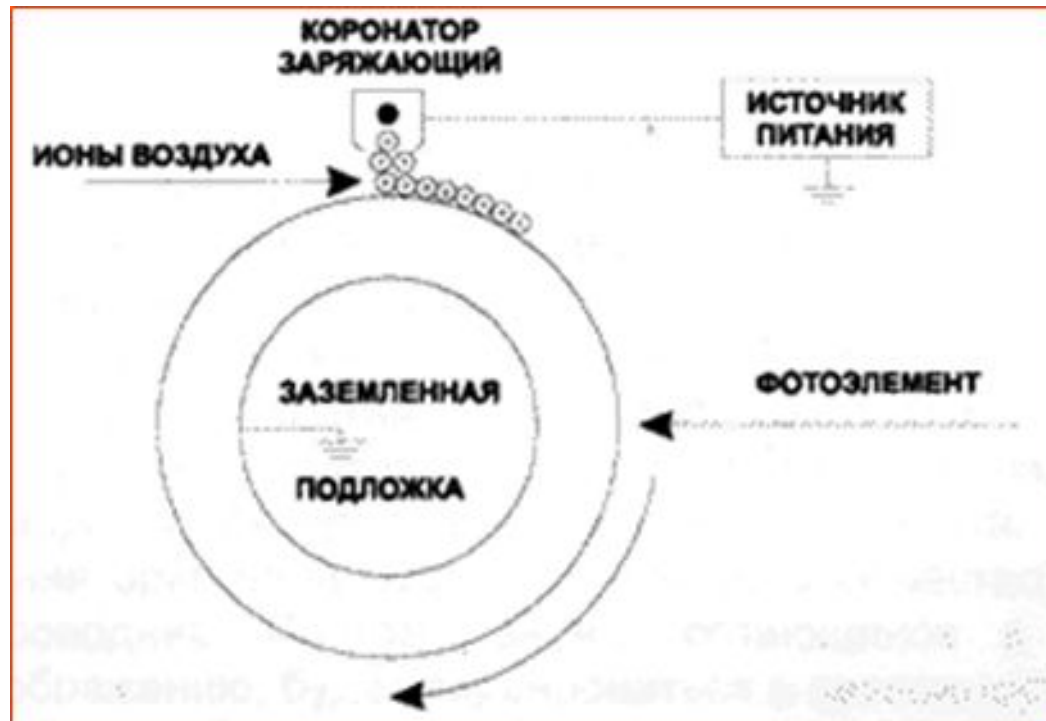 КОРОНАТОР
ЗАРЯЖАЮЩИЙ
ИСТОЧНИК
ПИТАНИЯ
ИОНЫ ВОЗДУХА
ФОТОЭЛЕМЕНТ
ЗАЗЕМЛЕННАЯ
ПОДЛОЖКА